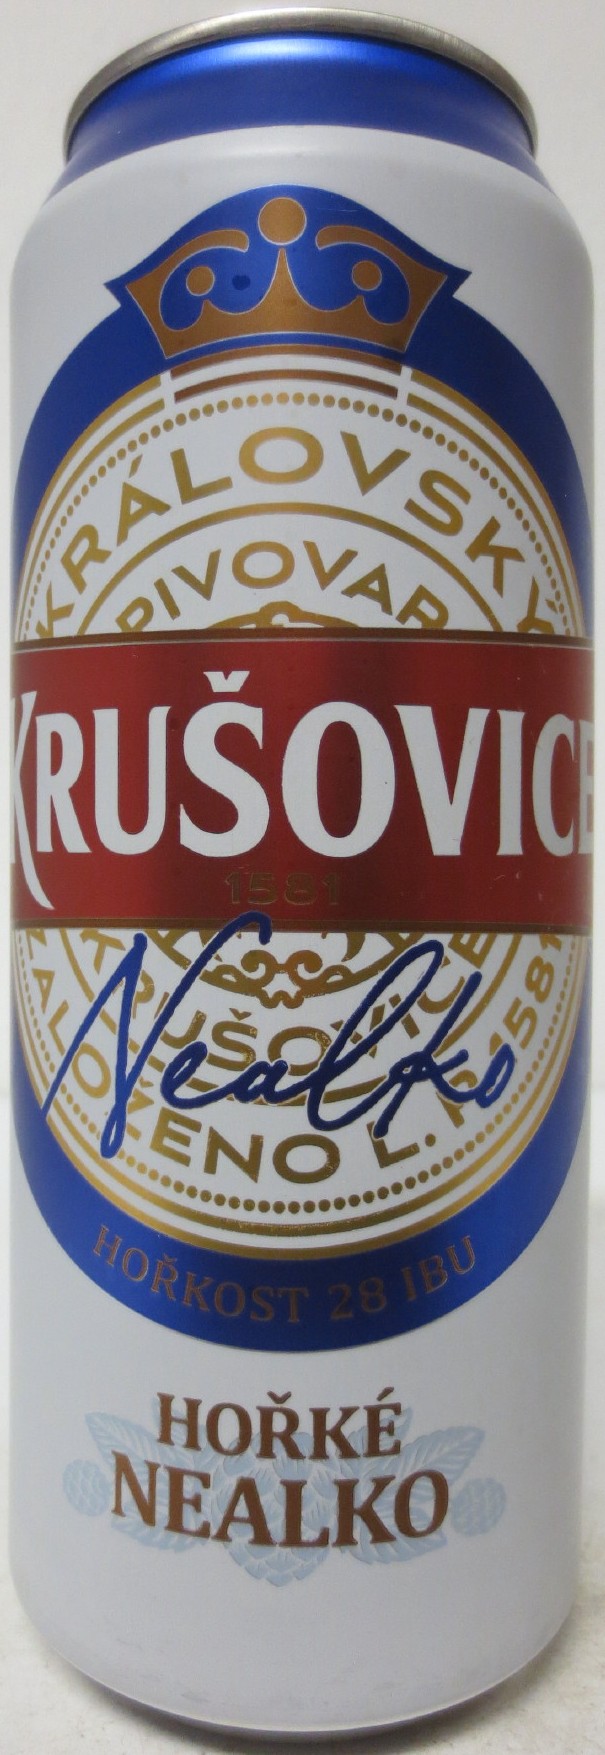 KRÁLOVSKÝ
PIVOVAR
KRUŠOVICE
1581
KRUŠOVICE
ZALOŽENO L. P. 1581
Nealko
HOŘKOST 28 IBU
HOŘKÉ
NEALKO